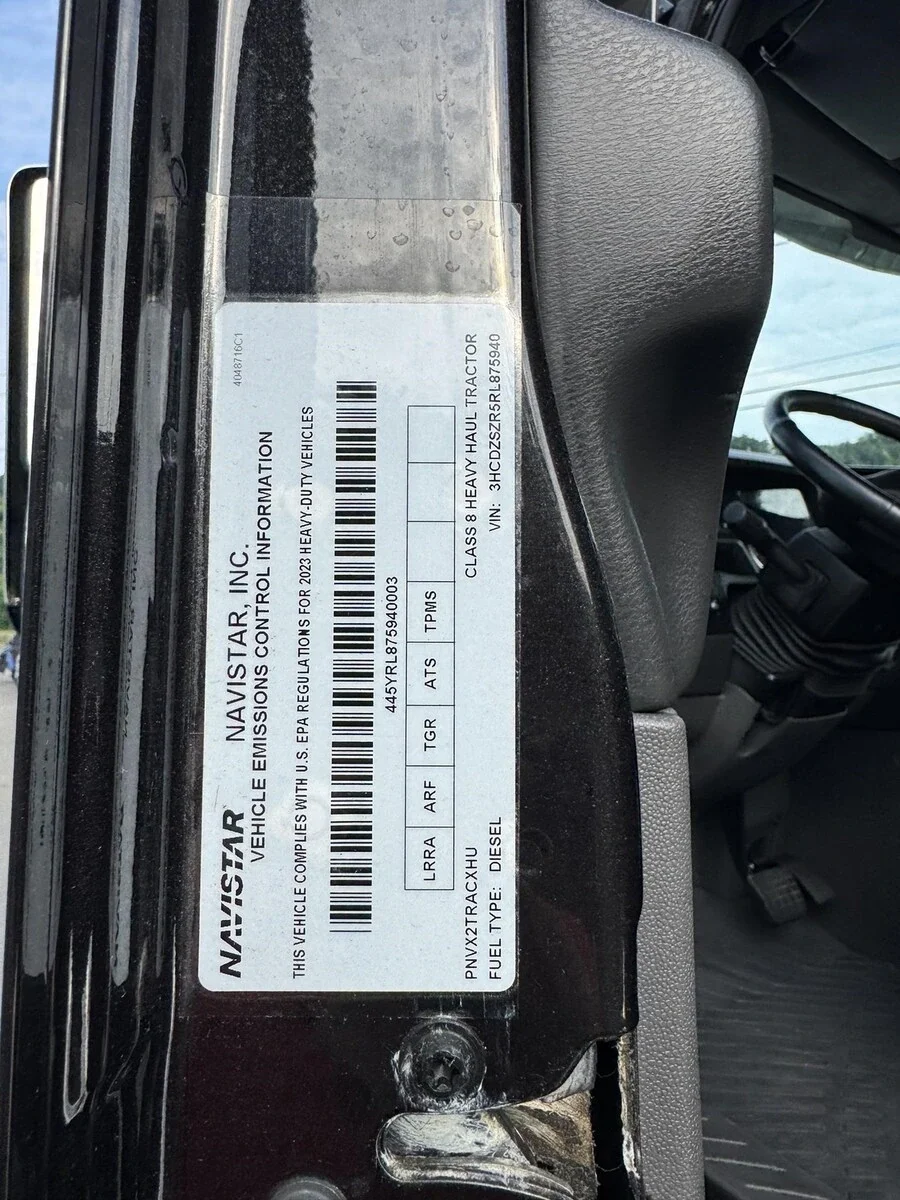 4048716C1
NAVISTAR NAVISTAR, INC.
VEHICLE EMISSIONS CONTROL INFORMATION
THIS VEHICLE COMPLIES WITH U.S. EPA REGULATIONS FOR 2023 HEAVY-DUTY VEHICLES
445YRL875940003
LRRA ARF TGR ATS TPMS
PNVX2TRACXHU CLASS 8 HEAVY HAUL TRACTOR
FUEL TYPE: DIESEL VIN: 3HCDZSZR5RL875940